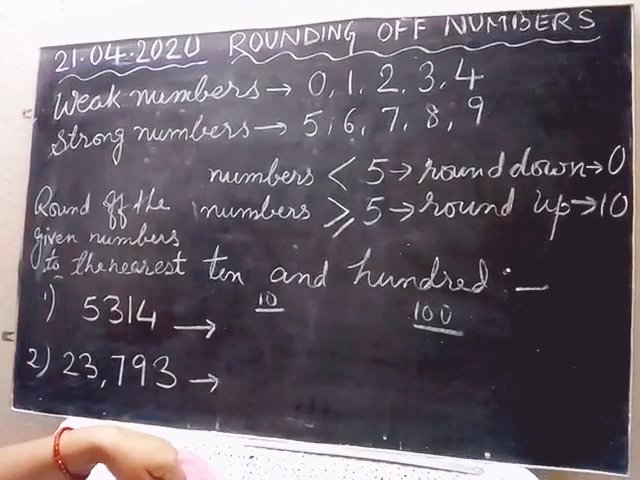 21.04.2020 ROUNDING OFF NUMBERS
Weak numbers → 0, 1, 2, 3, 4
Strong numbers → 5, 6, 7, 8, 9
numbers < 5 → round down → 0
numbers ⩾ 5 → round up → 10
Round off the
given numbers
to the nearest ten and hundred :—
10 100
1) 5314 →
2) 23,793 →